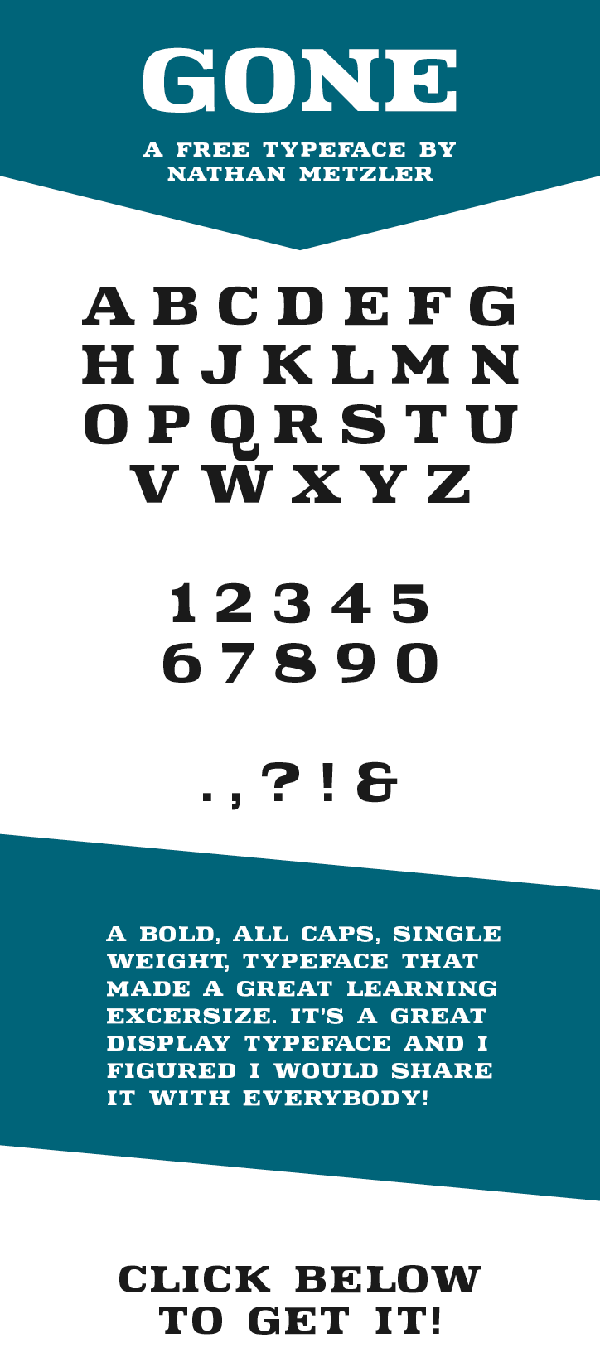 GONE
A FREE TYPEFACE BY
NATHAN METZLER
A B C D E F G
H I J K L M N
O P Q R S T U
V W X Y Z
1 2 3 4 5
6 7 8 9 0
. , ? ! &
A BOLD, ALL CAPS, SINGLE
WEIGHT, TYPEFACE THAT
MADE A GREAT LEARNING
EXCERSIZE. IT'S A GREAT
DISPLAY TYPEFACE AND I
FIGURED I WOULD SHARE
IT WITH EVERYBODY!
CLICK BELOW
TO GET IT!